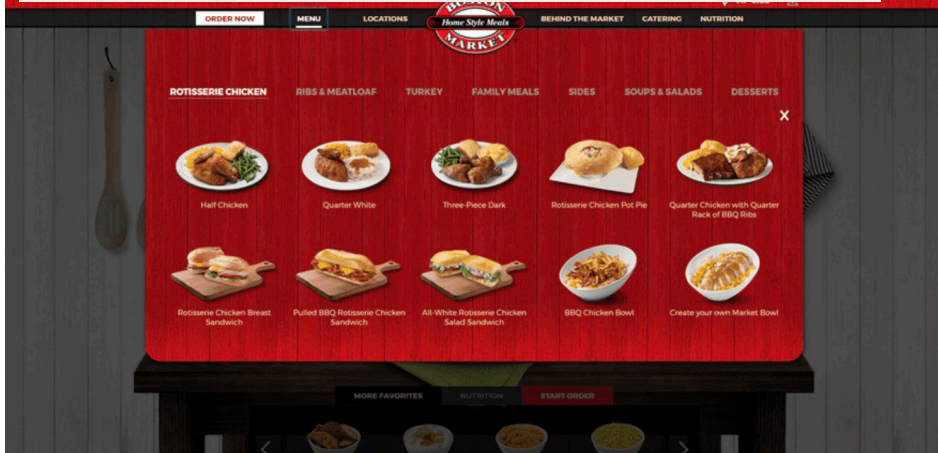 ORDER NOW
MENU
LOCATIONS
BOSTON
Home Style Meals
MARKET
BEHIND THE MARKET
CATERING
NUTRITION
ROTISSERIE CHICKEN
RIBS & MEATLOAF
TURKEY
FAMILY MEALS
SIDES
SOUPS & SALADS
DESSERTS
X
Half Chicken
Quarter White
Three-Piece Dark
Rotisserie Chicken Pot Pie
Quarter Chicken with Quarter
Rack of BBQ Ribs
Rotisserie Chicken Breast
Sandwich
Pulled BBQ Rotisserie Chicken
Sandwich
All-White Rotisserie Chicken
Salad Sandwich
BBQ Chicken Bowl
Create your own Market Bowl
MORE FAVORITES
NUTRITION
START ORDER